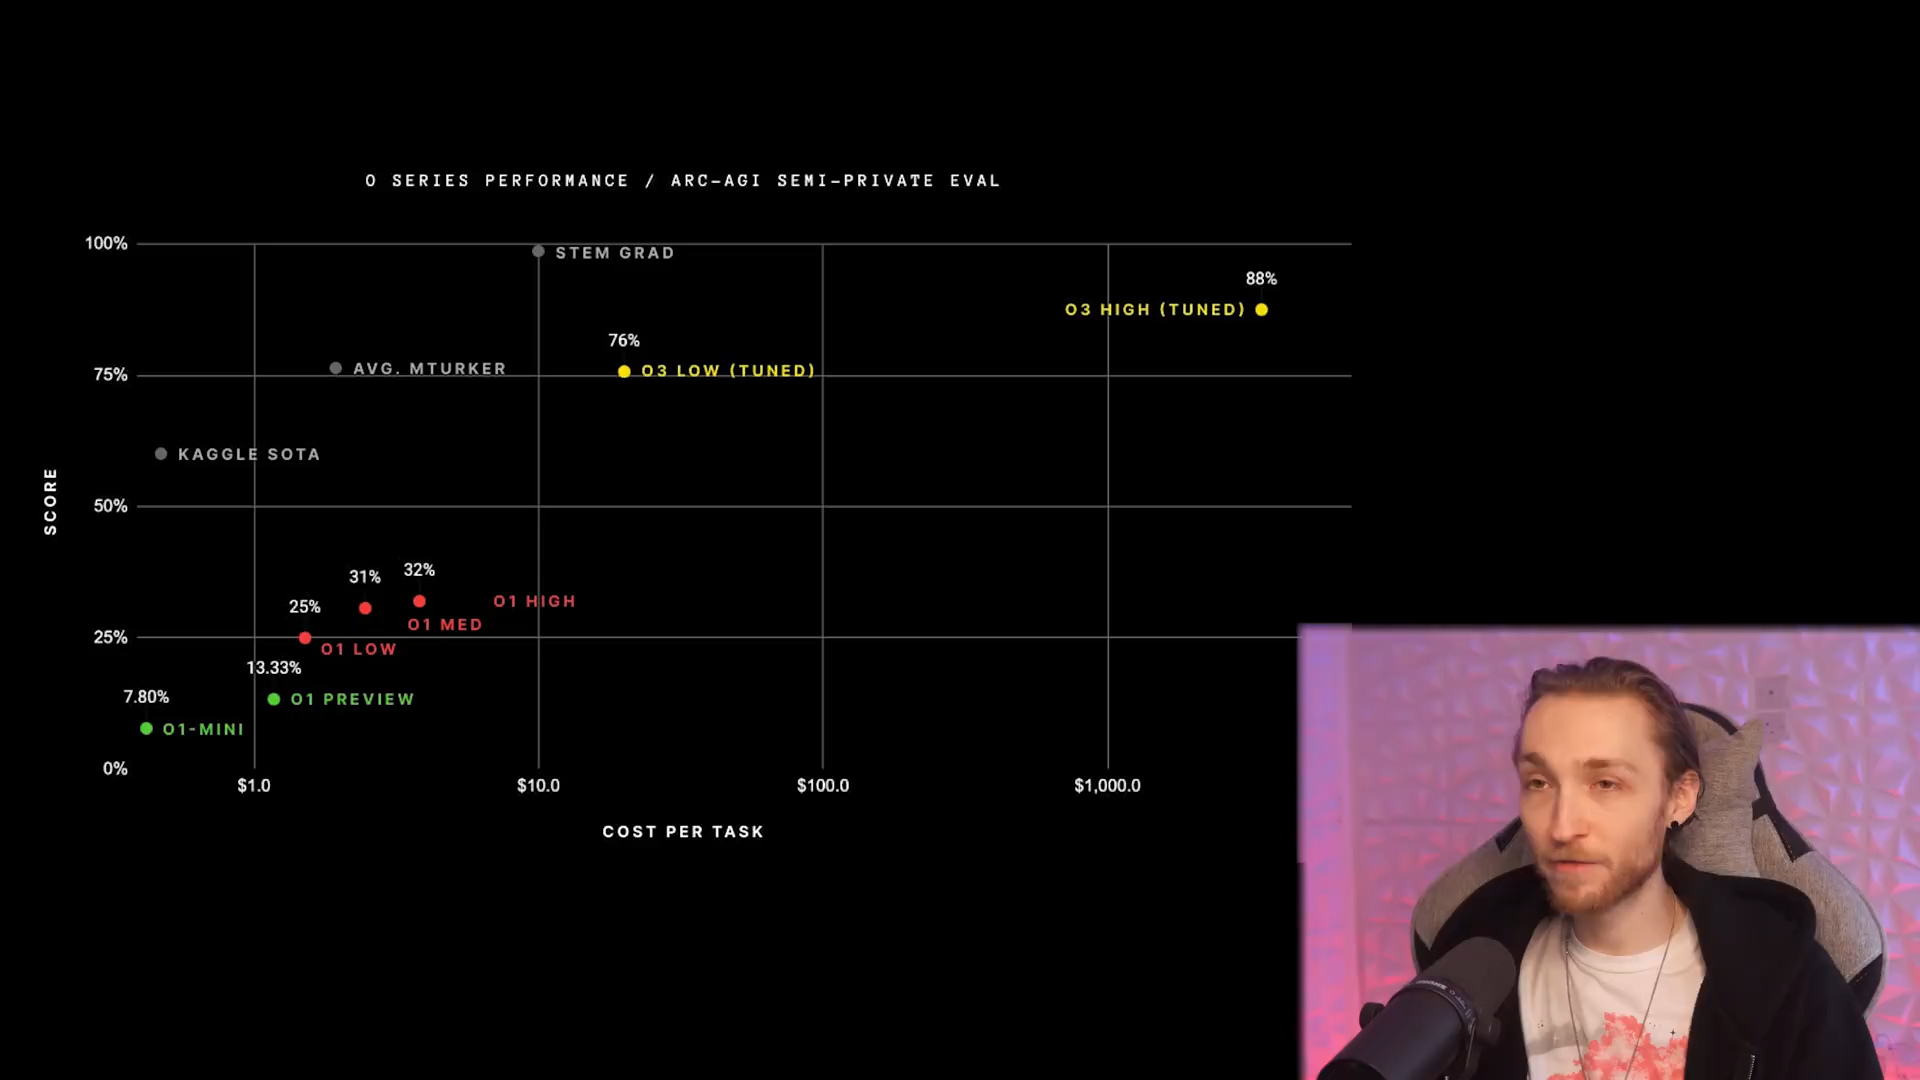 O SERIES PERFORMANCE / ARC-AGI SEMI-PRIVATE EVAL
100%
STEM GRAD
88%
O3 HIGH (TUNED)
76%
O3 LOW (TUNED)
AVG. MTURKER
75%
KAGGLE SOTA
SCORE
50%
32%
31%
25%
O1 HIGH
O1 MED
25%
O1 LOW
13.33%
7.80%
O1 PREVIEW
O1-MINI
0%
$1.0
$10.0
$100.0
$1,000.0
COST PER TASK